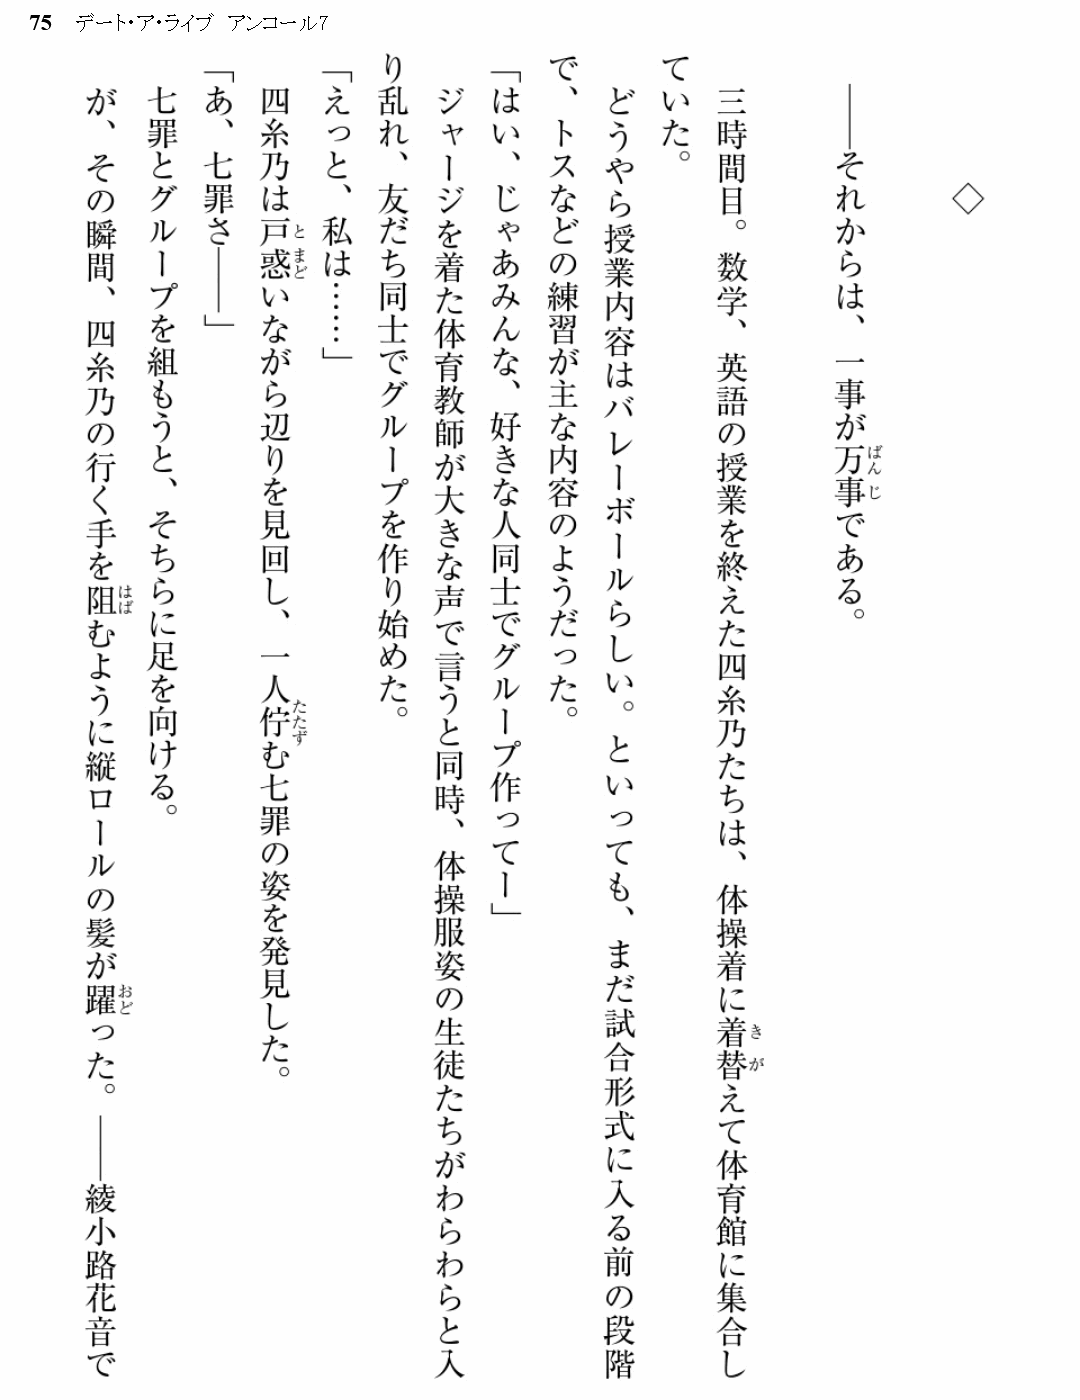 75 デート・ア・ライブ アンコール7
◇
――それからは、一事が万事である。
三時間目。数学、英語の授業を終えた四糸乃たちは、体操着に着替えて体育館に集合し
ていた。
どうやら授業内容はバレーボールらしい。といっても、まだ試合形式に入る前の段階
で、トスなどの練習が主な内容のようだった。
「はい、じゃあみんな、好きな人同士でグループ作ってー」
ジャージを着た体育教師が大きな声で言うと同時、体操服姿の生徒たちがわらわらと入
り乱れ、友だち同士でグループを作り始めた。
「えっと、私は……」
四糸乃は戸惑いながら辺りを見回し、一人佇む七罪の姿を発見した。
「あ、七罪さ――」
七罪とグループを組もうと、そちらに足を向ける。
が、その瞬間、四糸乃の行く手を阻むように縦ロールの髪が躍った。――綾小路花音で